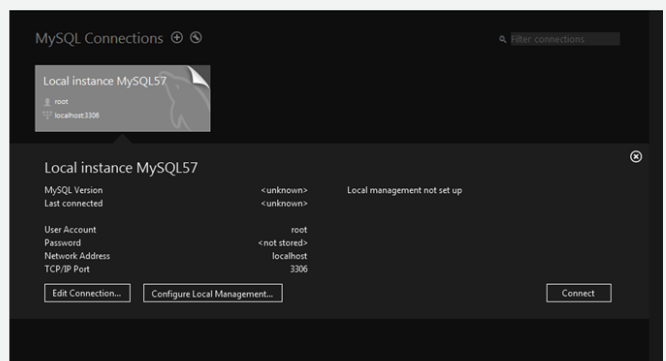 MySQL Connections
Filter connections
Local instance MySQL57
root
localhost:3306
Local instance MySQL57
MySQL Version <unknown> Local management not set up
Last connected <unknown>
User Account root
Password <not stored>
Network Address localhost
TCP/IP Port 3306
Edit Connection... Configure Local Management... Connect